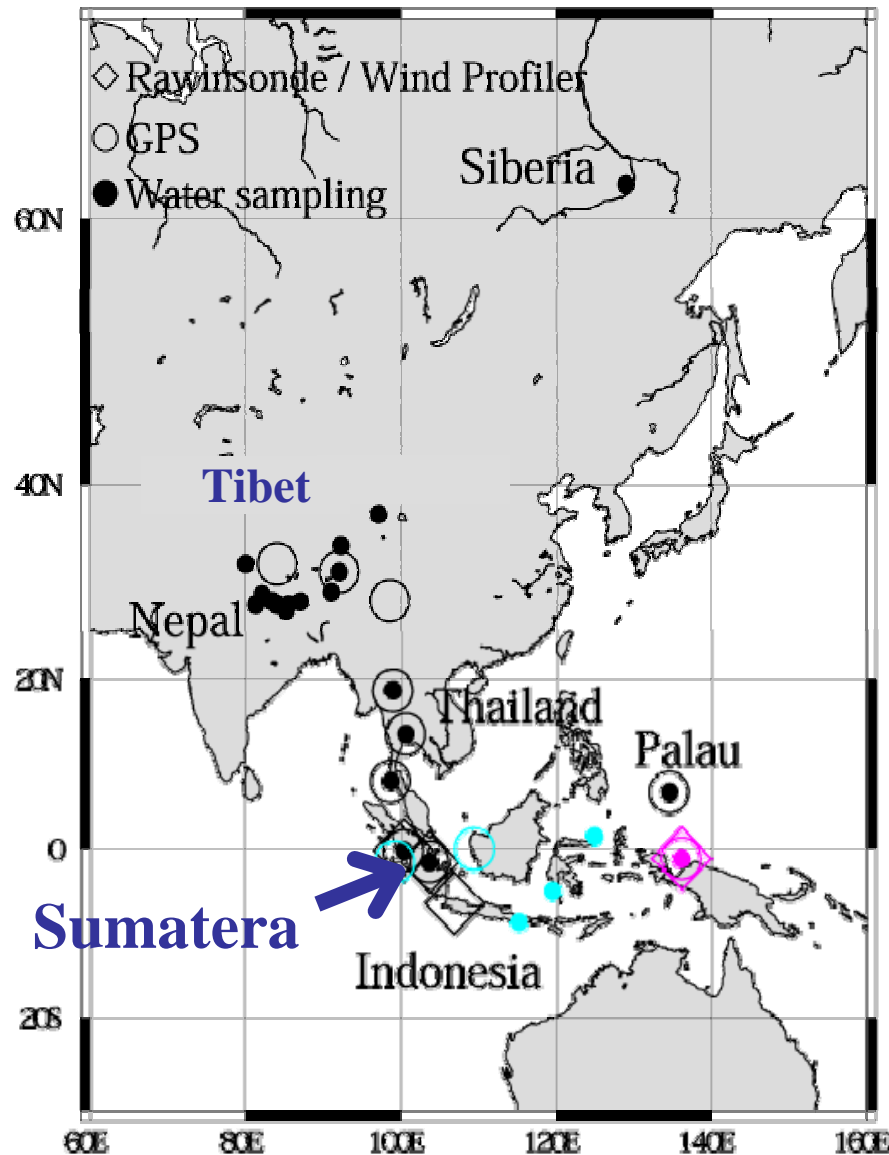 Rawinsonde / Wind Profiler
GPS
Water sampling
Siberia
60N
40N
Tibet
Nepal
20N
Thailand
Palau
0
Sumatera
Indonesia
20S
60E 80E 100E 120E 140E 160E